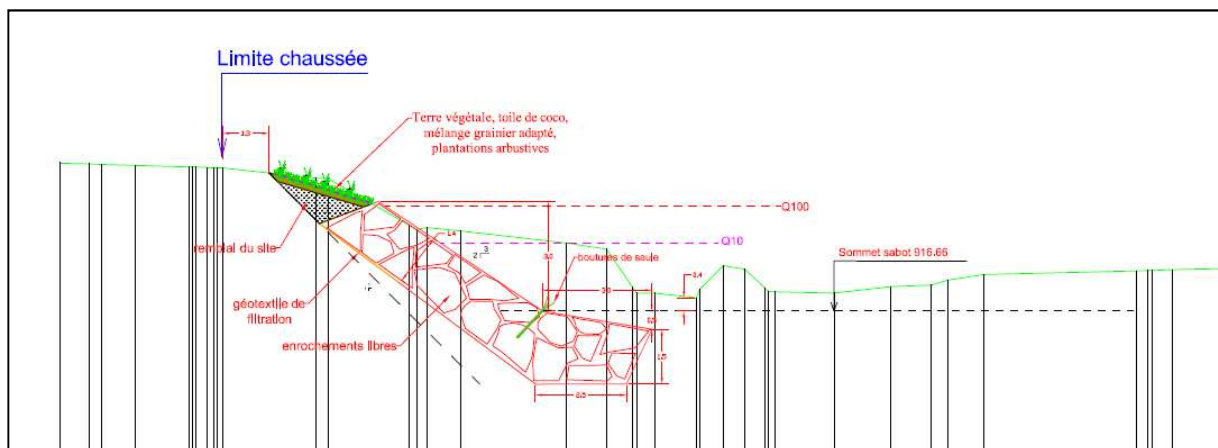 Limite chaussée
Terre végétale, toile de coco,
mélange grainier adapté,
plantations arbustives
Q100
Q10
remblai du site
Sommet sabot 916.66
boutures de saule
géotextile de
filtration
enrochements libres